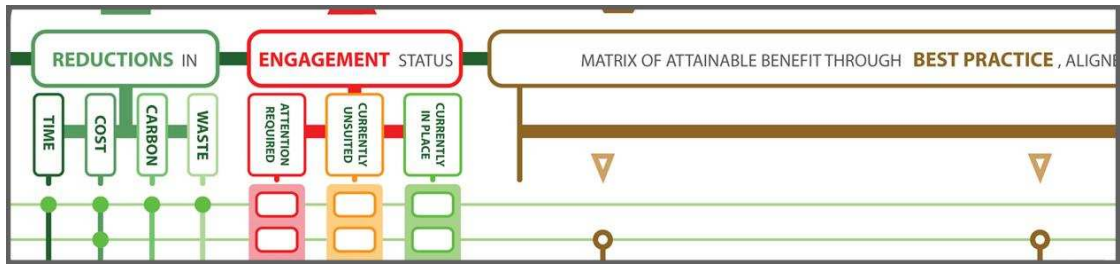 REDUCTIONS IN
ENGAGEMENT STATUS
MATRIX OF ATTAINABLE BENEFIT THROUGH BEST PRACTICE , ALIGNE
TIME
COST
CARBON
WASTE
ATTENTION
REQUIRED
CURRENTLY
UNSUITED
CURRENTLY
IN PLACE